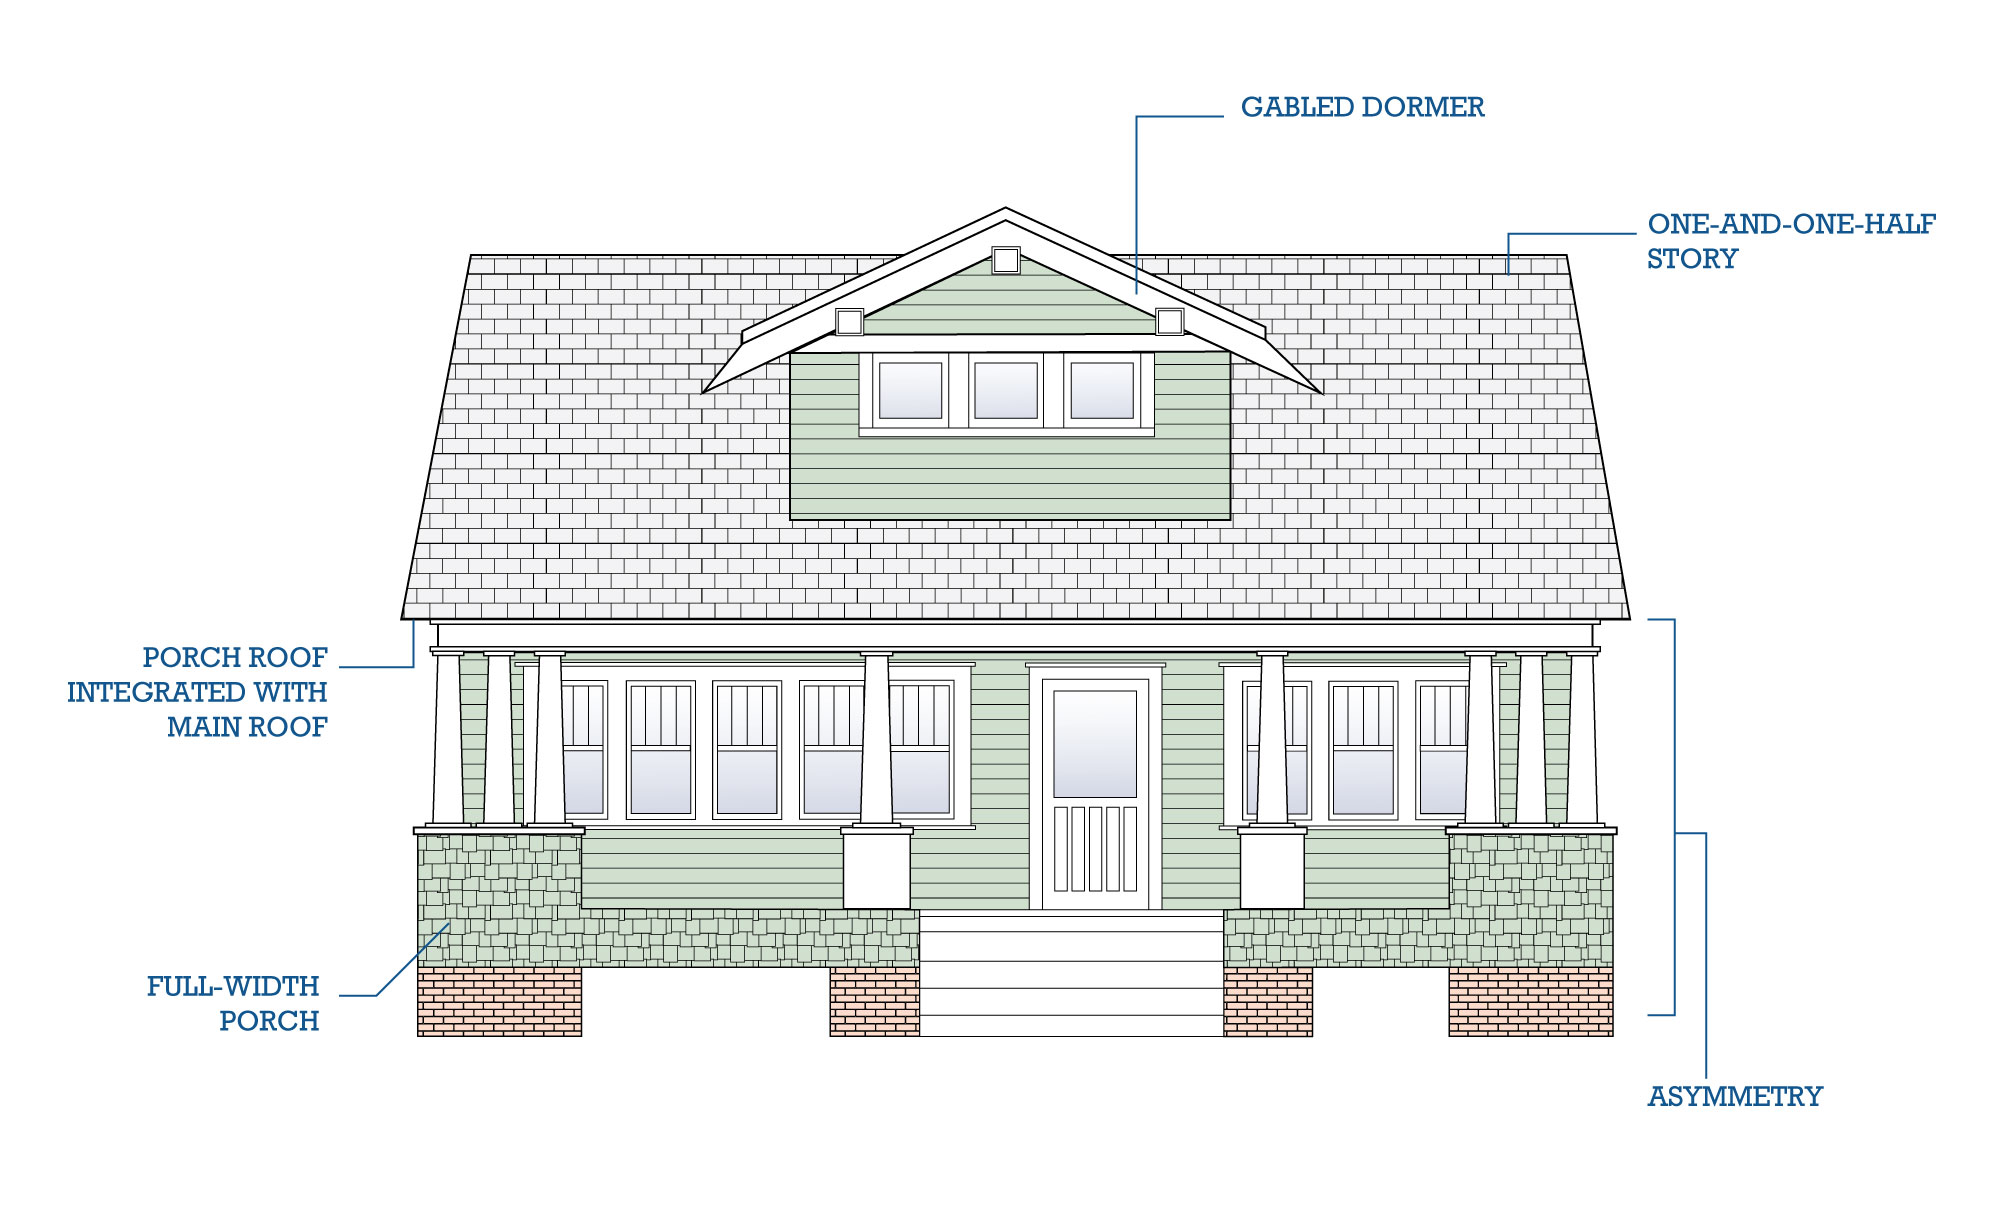 GABLED DORMER
ONE-AND-ONE-HALF
STORY
PORCH ROOF
INTEGRATED WITH
MAIN ROOF
FULL-WIDTH
PORCH
ASYMMETRY